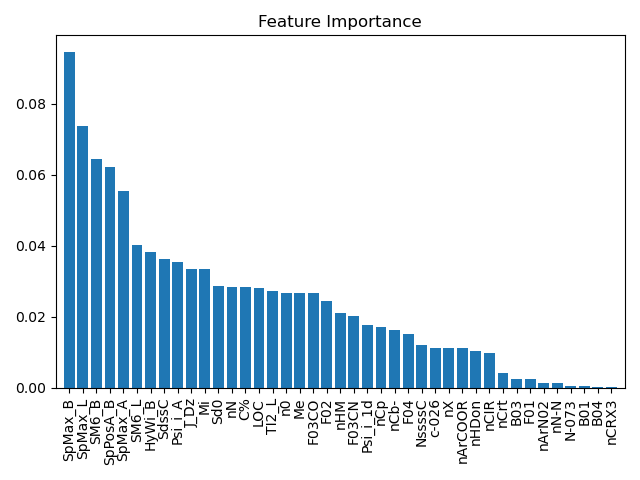 Feature Importance
0.08
0.06
0.04
0.02
0.00
SpMax_B
SpMax_L
SM6_B
SpPosA_B
SpMax_A
SM6_L
HyWi_B
SdssC
Psi_i_A
J_Dz
Mi
Sd0
nN
C%
LOC
TI2_L
n0
Me
F03CO
F02
nHM
F03CN
Psi_i_1d
nCp
nCb-
F04
NssssC
c-026
nX
nArCOOR
nHDon
nCIR
nCrt
B03
F01
nArN02
nN-N
N-073
B01
B04
nCRX3